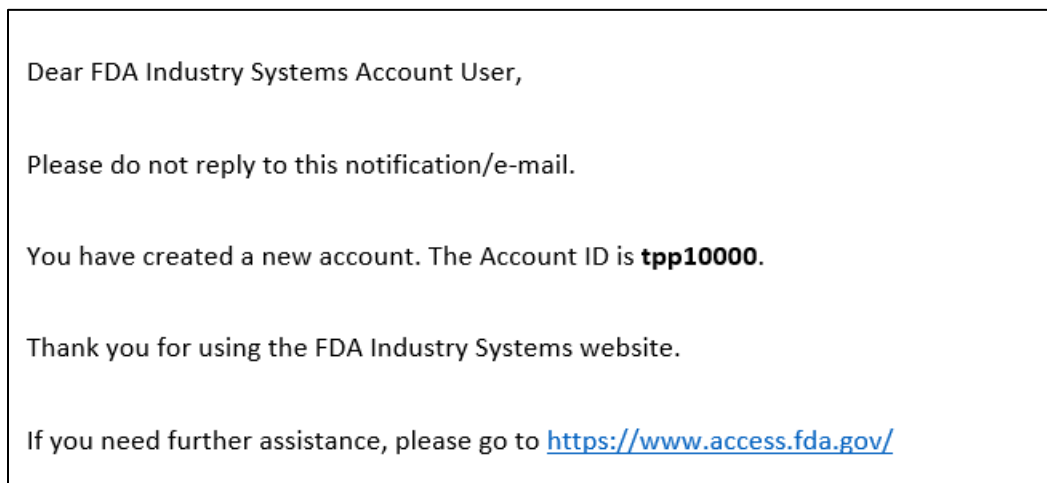 Dear FDA Industry Systems Account User,
Please do not reply to this notification/e-mail.
You have created a new account. The Account ID is tpp10000.
Thank you for using the FDA Industry Systems website.
If you need further assistance, please go to https://www.access.fda.gov/